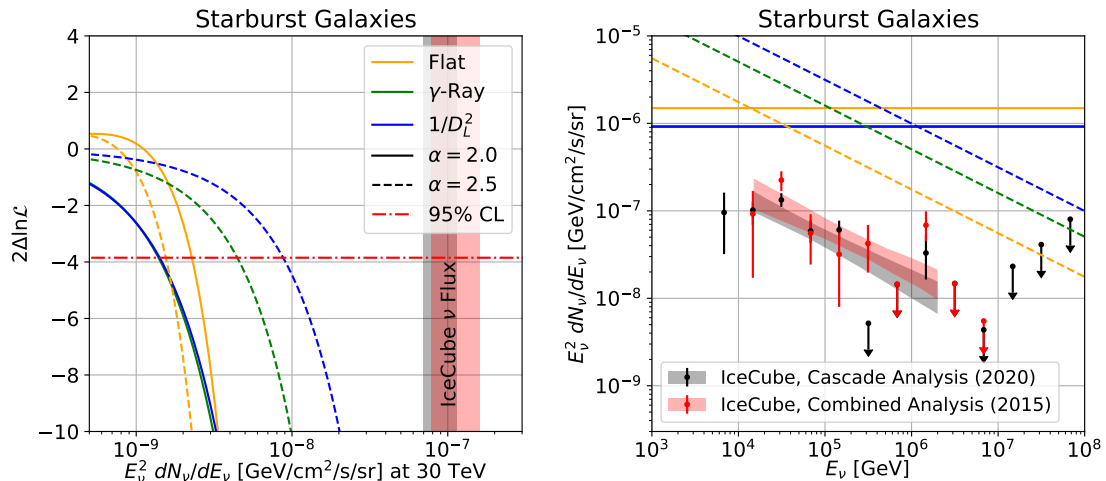 Starburst Galaxies
4
2
0
−2
−4
−6
−8
−10
2Δln𝓛
Flat
γ-Ray
1/D_L^2
α = 2.0
α = 2.5
95% CL
IceCube ν Flux
10^−9
10^−8
10^−7
E_ν^2 dN_ν/dE_ν [GeV/cm^2/s/sr] at 30 TeV
Starburst Galaxies
10^−5
10^−6
10^−7
10^−8
10^−9
E_ν^2 dN_ν/dE_ν [GeV/cm^2/s/sr]
IceCube, Cascade Analysis (2020)
IceCube, Combined Analysis (2015)
10^3
10^4
10^5
10^6
10^7
10^8
E_ν [GeV]